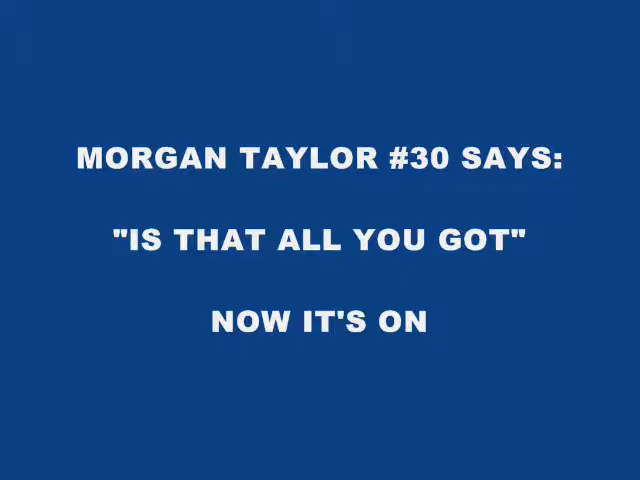 MORGAN TAYLOR #30 SAYS:
"IS THAT ALL YOU GOT"
NOW IT'S ON